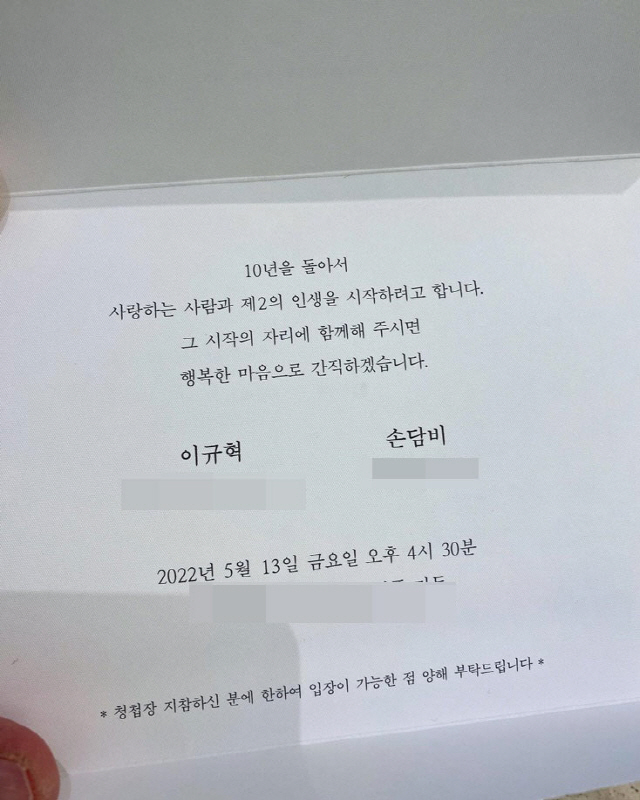 10년을 돌아서
사랑하는 사람과 제2의 인생을 시작하려고 합니다.
그 시작의 자리에 함께해 주시면
행복한 마음으로 간직하겠습니다.
이규혁 손담비
2022년 5월 13일 금요일 오후 4시 30분
* 청첩장 지참하신 분에 한하여 입장이 가능한 점 양해 부탁드립니다 *